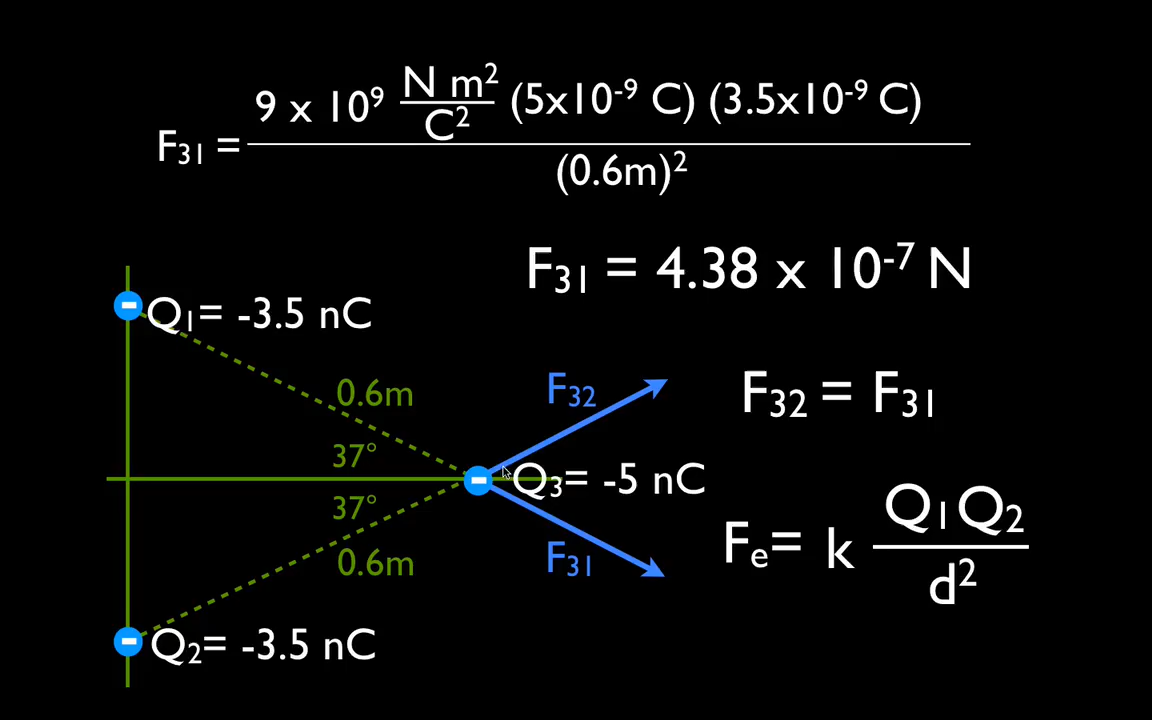 F₃₁ = 9 x 10⁹ N m²/C² (5x10⁻⁹ C) (3.5x10⁻⁹ C) / (0.6m)²
F₃₁ = 4.38 x 10⁻⁷ N
Q₁= -3.5 nC
0.6m
F₃₂
F₃₂ = F₃₁
37°
Q₃= -5 nC
37°
0.6m
F₃₁
Fₑ= k Q₁Q₂/d²
Q₂= -3.5 nC